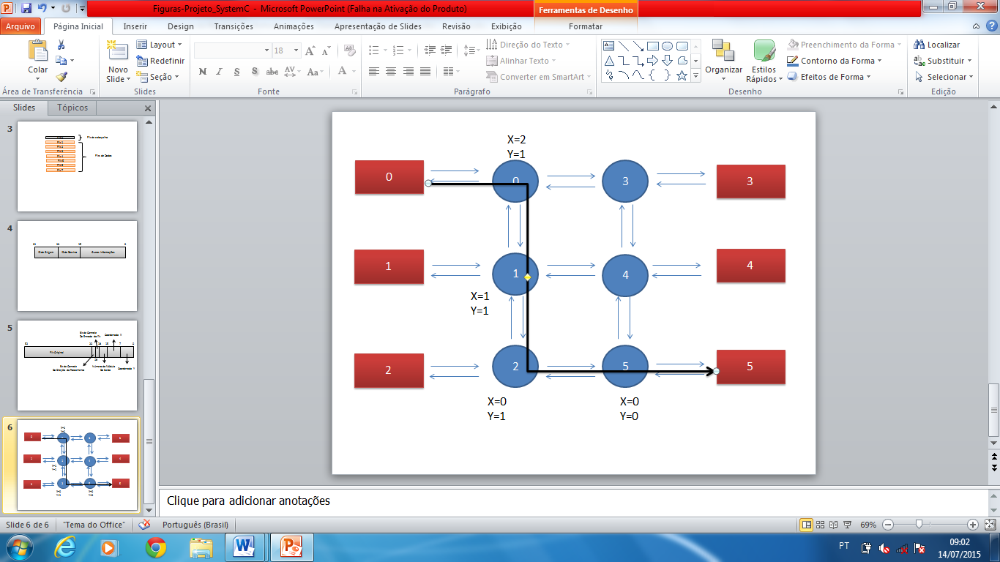 Figuras-Projeto_SystemC - Microsoft PowerPoint (Falha na Ativação do Produto)
Ferramentas de Desenho
Arquivo
Página Inicial
Inserir
Design
Transições
Animações
Apresentação de Slides
Revisão
Exibição
Formatar
Colar
Área de Transferência
Novo
Slide
Layout
Redefinir
Seção
Slides
18
N I S S abc AV Aa A
Fonte
Direção do Texto
Alinhar Texto
Converter em SmartArt
Parágrafo
Organizar
Estilos
Rápidos
Preenchimento da Forma
Contorno da Forma
Efeitos de Forma
Desenho
Localizar
Substituir
Selecionar
Edição
Slides
Tópicos
3
4
5
6
X=2
Y=1
0
0
3
3
1
1
4
4
X=1
Y=1
2
2
5
5
X=0
Y=1
X=0
Y=0
Clique para adicionar anotações
Slide 6 de 6
"Tema do Office"
Português (Brasil)
69%
PT
09:02
14/07/2015